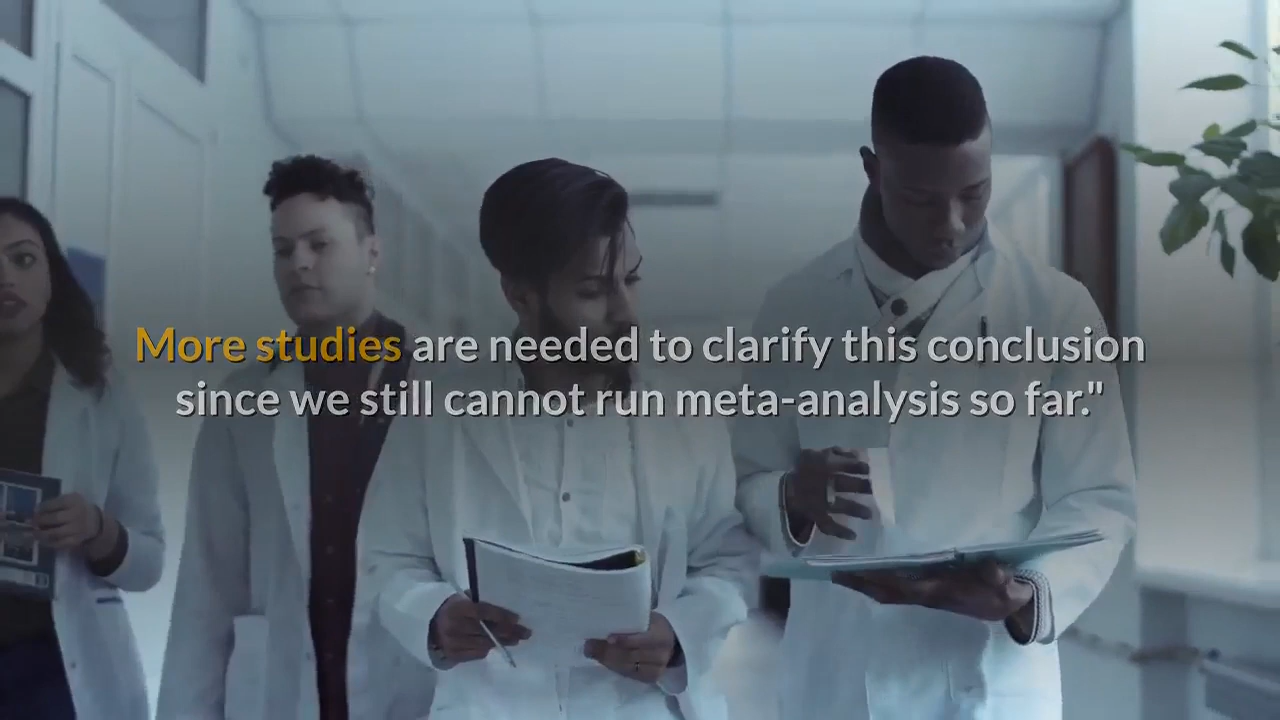 More studies are needed to clarify this conclusion
since we still cannot run meta-analysis so far."